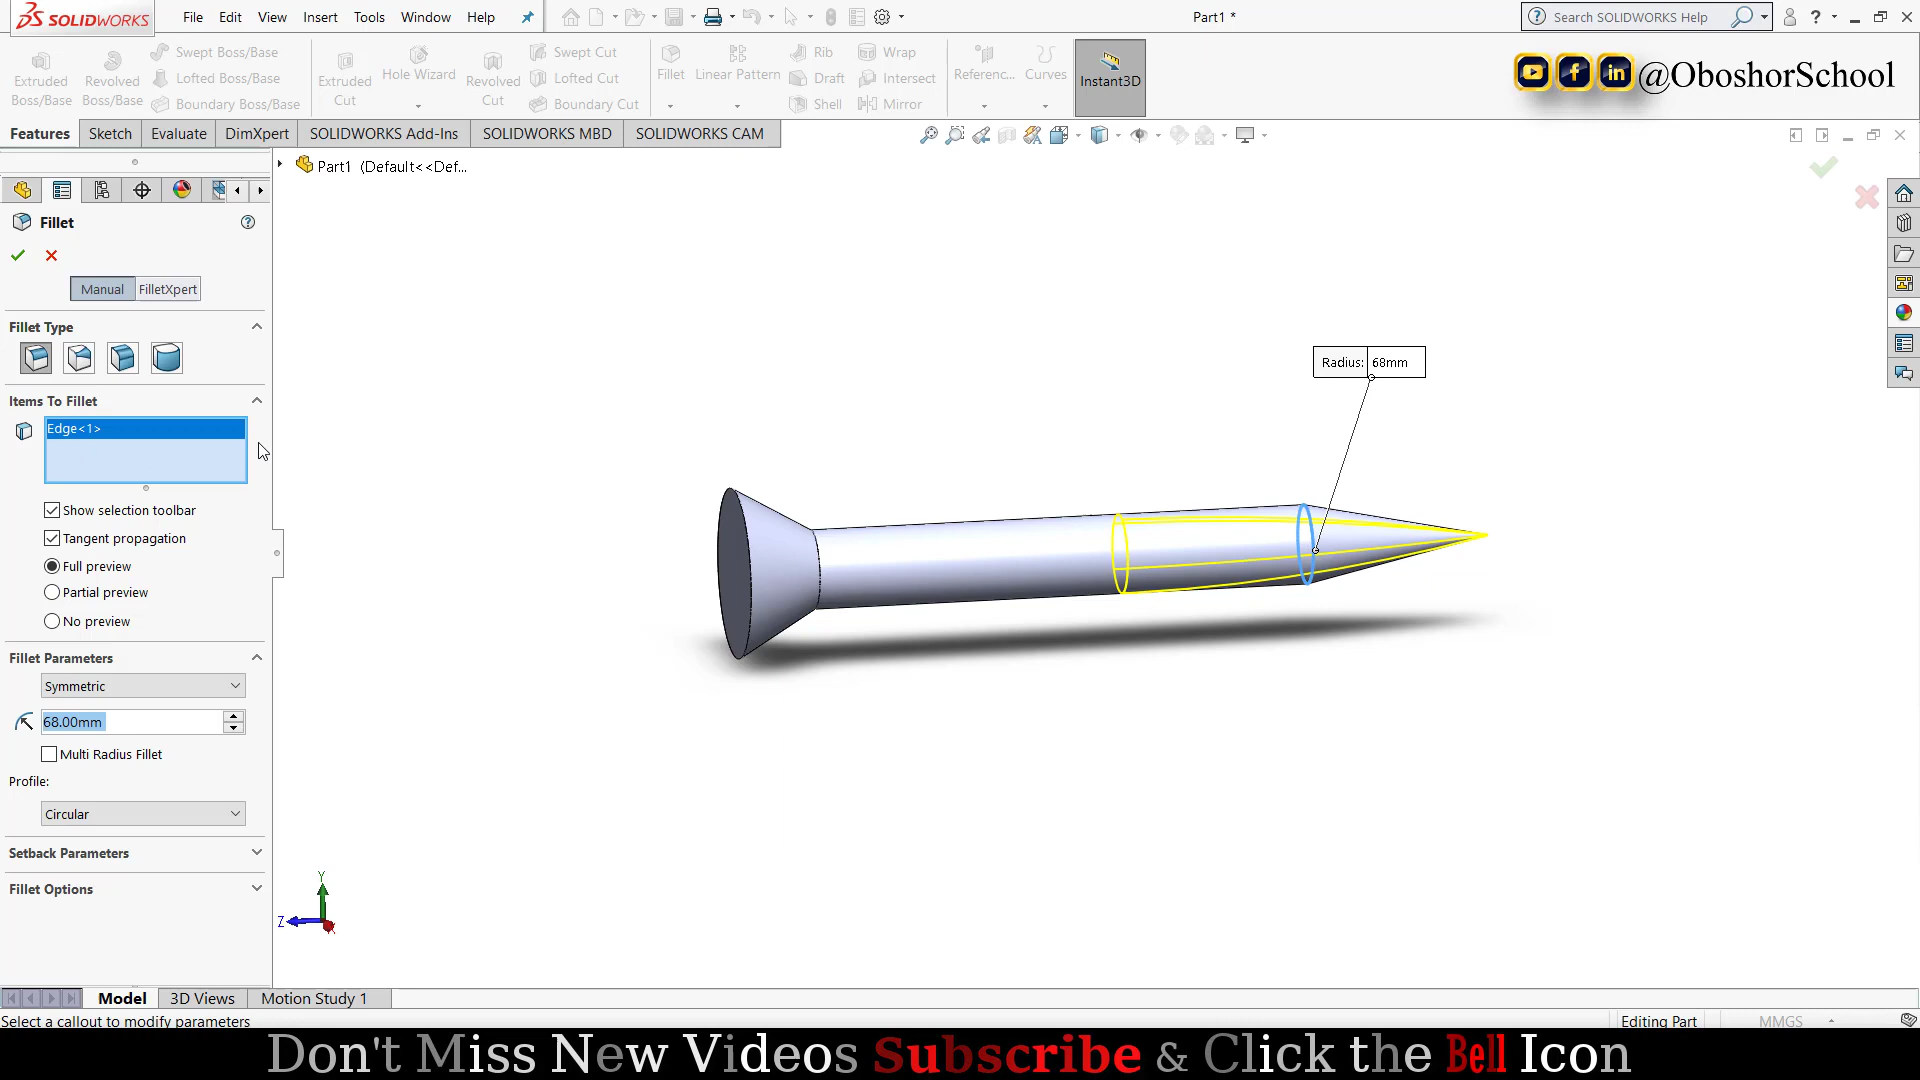 SOLIDWORKS
File Edit View Insert Tools Window Help
Part1 *
Search SOLIDWORKS Help
Extruded Boss/Base
Revolved Boss/Base
Swept Boss/Base
Lofted Boss/Base
Boundary Boss/Base
Extruded Cut
Hole Wizard
Revolved Cut
Swept Cut
Lofted Cut
Boundary Cut
Fillet
Linear Pattern
Rib
Draft
Shell
Wrap
Intersect
Mirror
Referenc...
Curves
Instant3D
@OboshorSchool
Features Sketch Evaluate DimXpert SOLIDWORKS Add-Ins SOLIDWORKS MBD SOLIDWORKS CAM
Part1 (Default<<Def...
Fillet
Manual FilletXpert
Fillet Type
Items To Fillet
Edge<1>
Show selection toolbar
Tangent propagation
Full preview
Partial preview
No preview
Fillet Parameters
Symmetric
68.00mm
Multi Radius Fillet
Profile:
Circular
Setback Parameters
Fillet Options
Radius: 68mm
Y
Z
Model 3D Views Motion Study 1
Select a callout to modify parameters
Editing Part MMGS
Don't Miss New Videos Subscribe & Click the Bell Icon